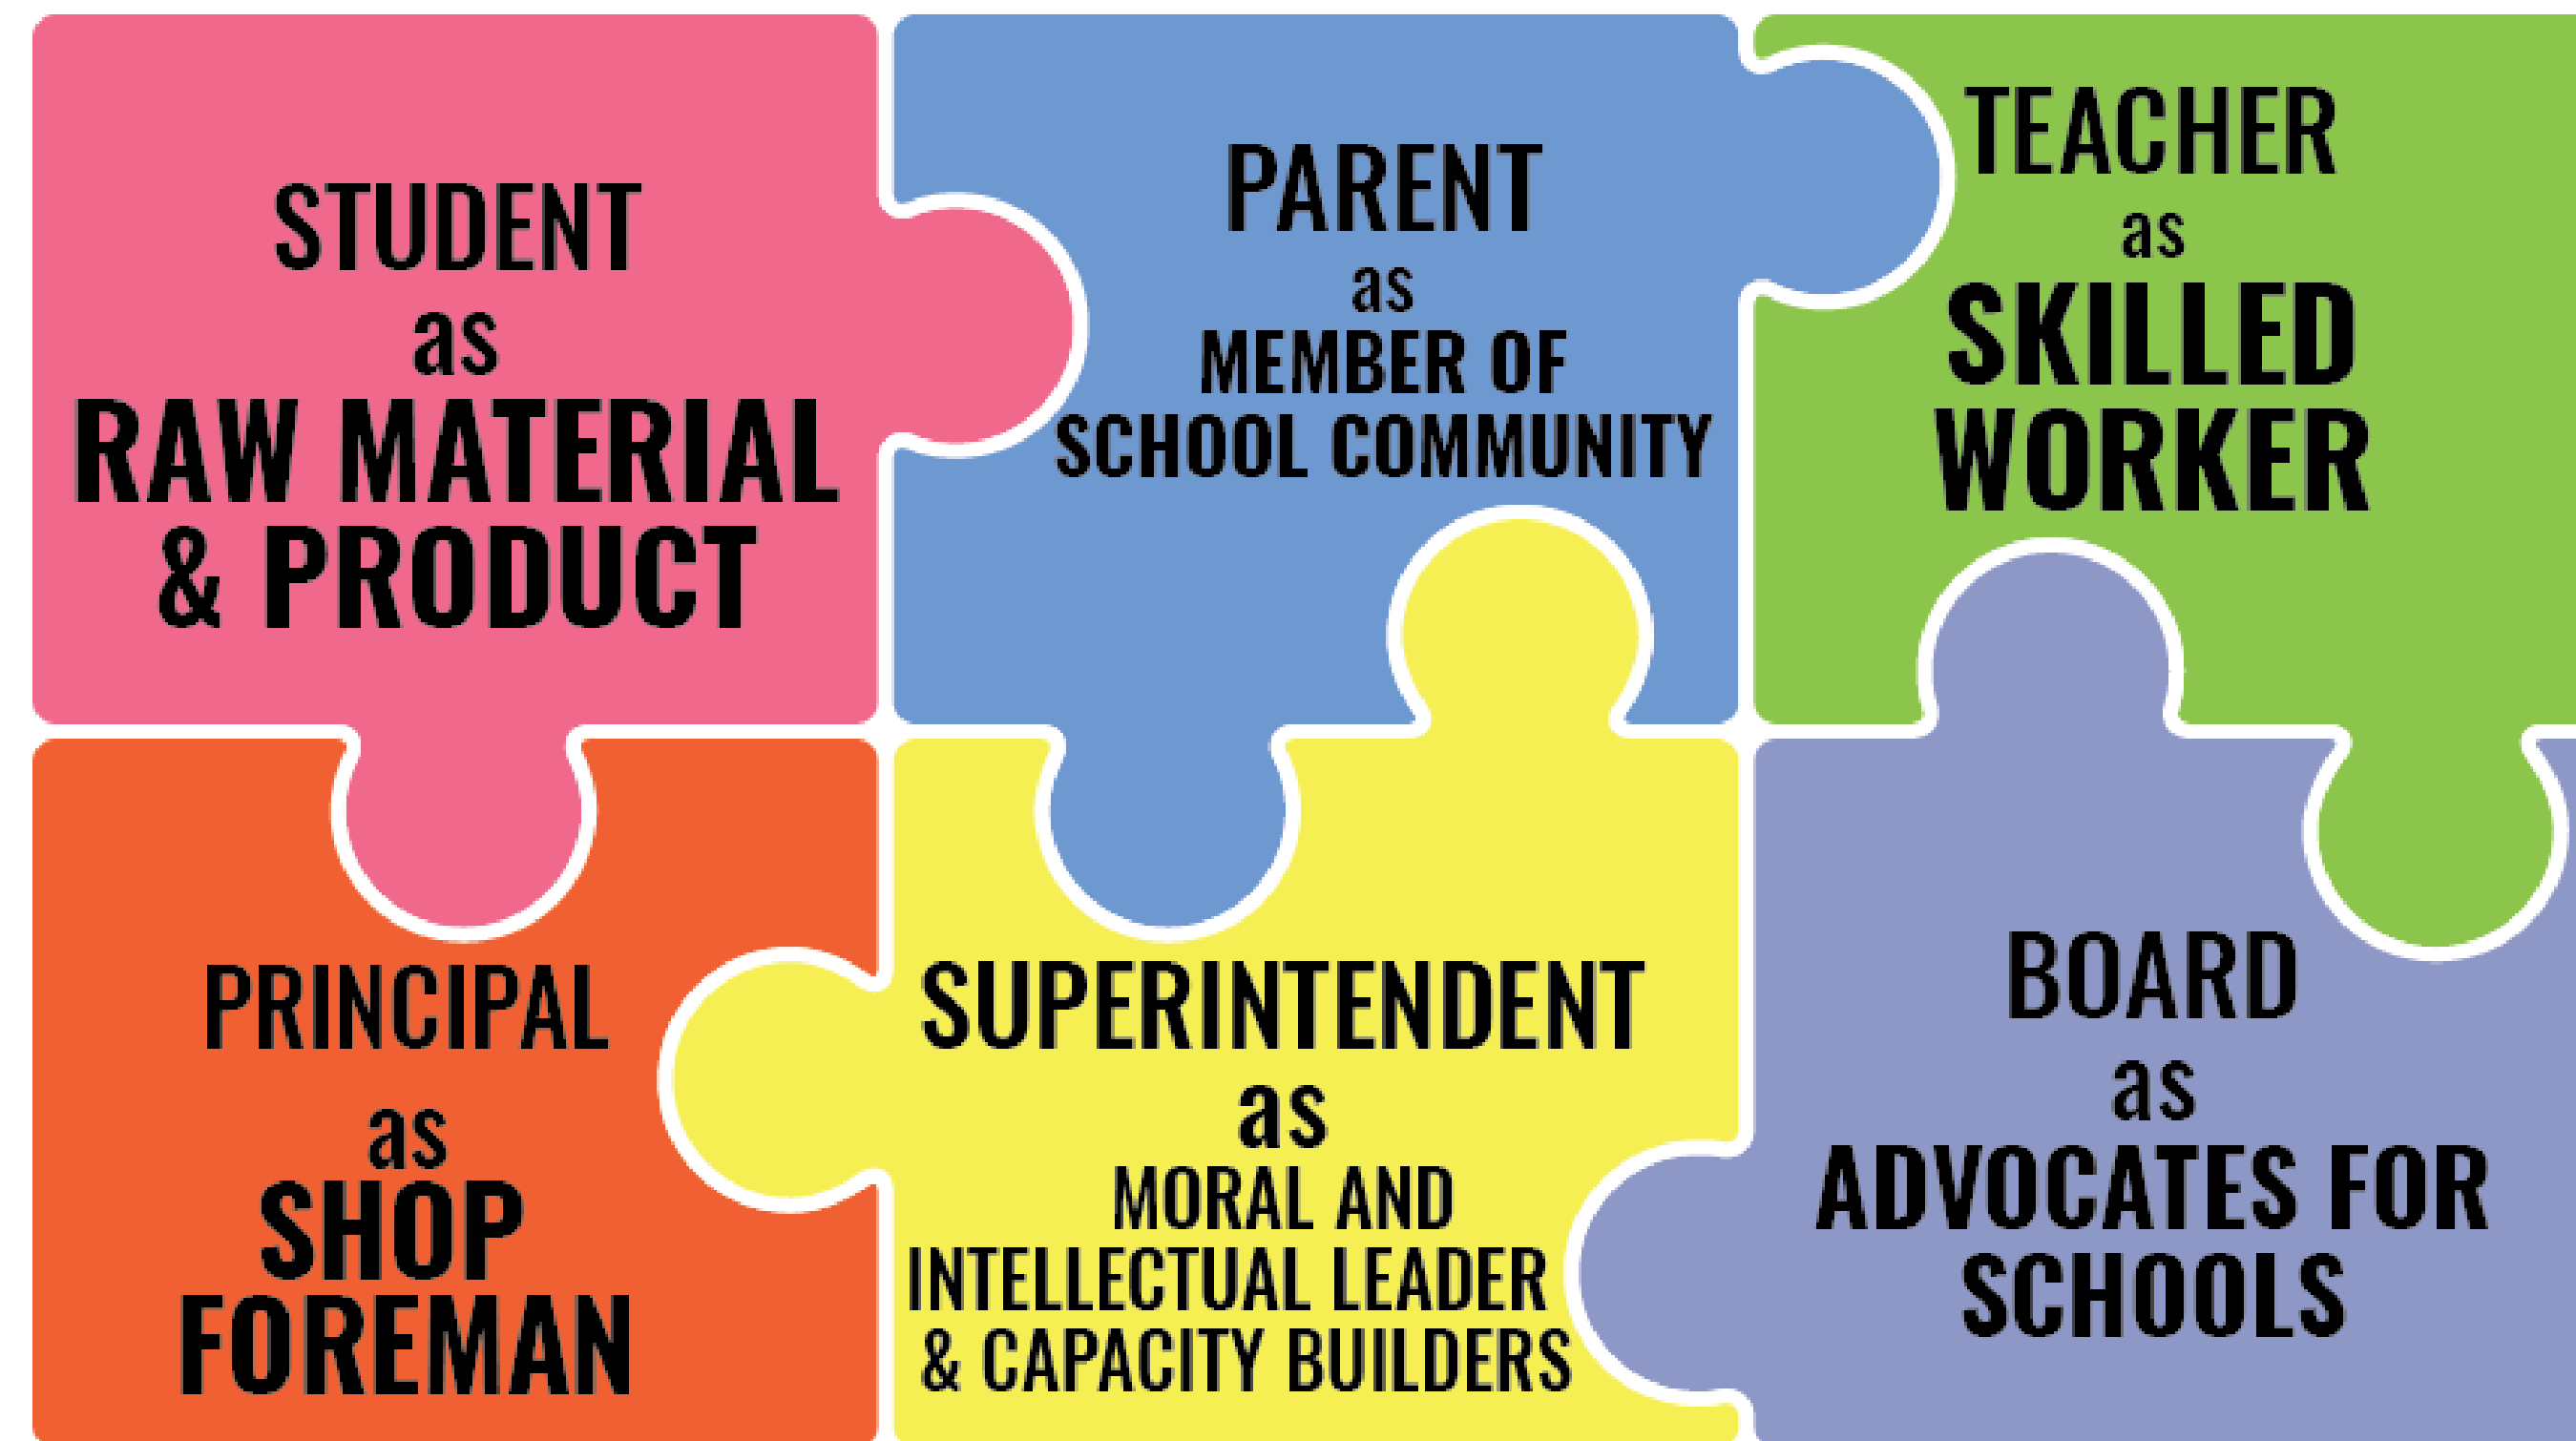 STUDENT
as
RAW MATERIAL
& PRODUCT
PARENT
as
MEMBER OF
SCHOOL COMMUNITY
TEACHER
as
SKILLED
WORKER
PRINCIPAL
as
SHOP
FOREMAN
SUPERINTENDENT
as
MORAL AND
INTELLECTUAL LEADER
& CAPACITY BUILDERS
BOARD
as
ADVOCATES FOR
SCHOOLS